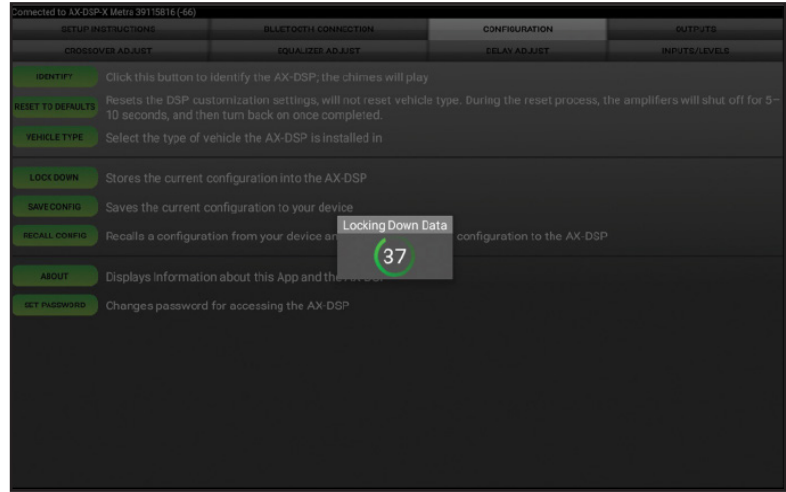 Connected to AX-DSP-X Metra 39115816 (-66)
SETUP INSTRUCTIONS BLUETOOTH CONNECTION CONFIGURATION OUTPUTS
CROSSOVER ADJUST EQUALIZER ADJUST DELAY ADJUST INPUTS/LEVELS
IDENTIFY Click this button to identify the AX-DSP; the chimes will play
RESET TO DEFAULTS Resets the DSP customization settings, will not reset vehicle type. During the reset process, the amplifiers will shut off for 5–
10 seconds, and then turn back on once completed.
VEHICLE TYPE Select the type of vehicle the AX-DSP is installed in
LOCK DOWN Stores the current configuration into the AX-DSP
SAVE CONFIG Saves the current configuration to your device
Locking Down Data
RECALL CONFIG Recalls a configuration from your device an configuration to the AX-DSP
37
ABOUT Displays Information about this App and the AX-DSP
SET PASSWORD Changes password for accessing the AX-DSP